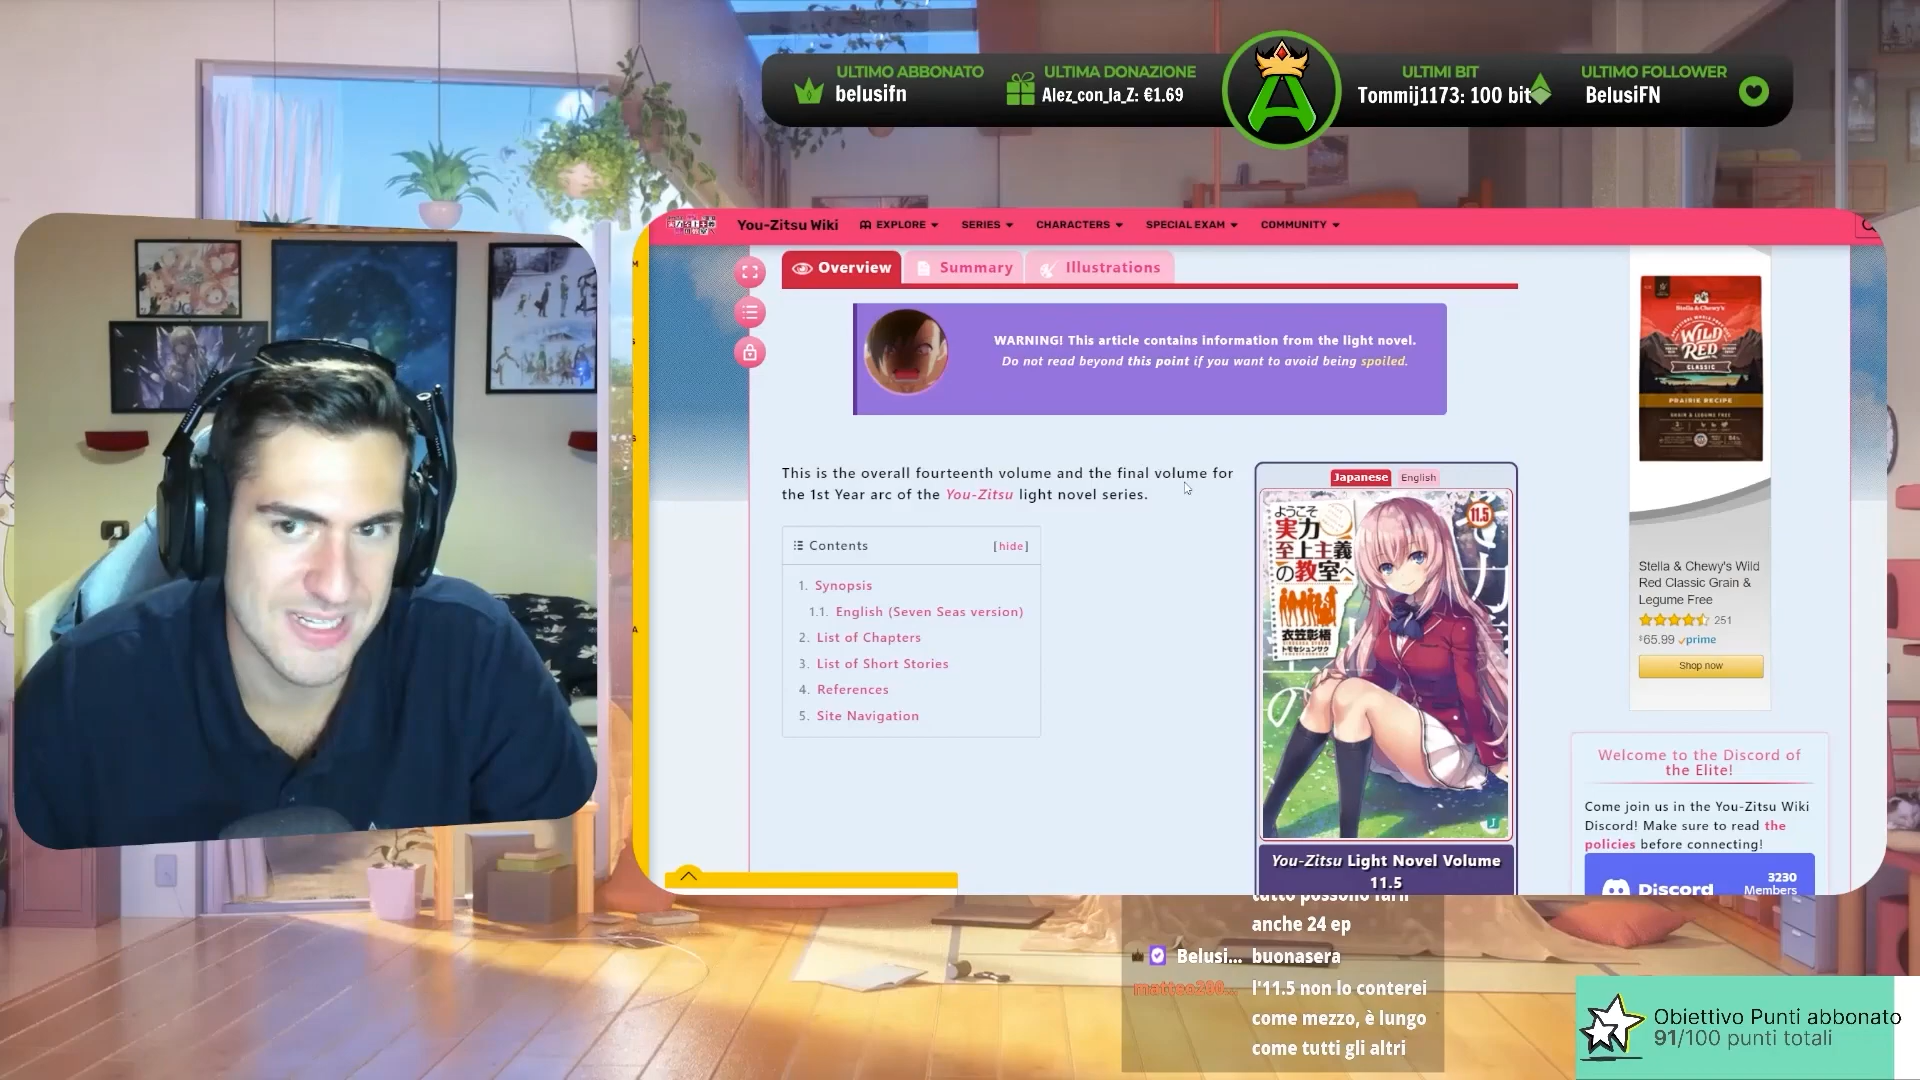 ULTIMO ABBONATO
belusifn
ULTIMA DONAZIONE
Alez_con_la_Z: €1.69
ULTIMI BIT
Tommij1173: 100 bit
ULTIMO FOLLOWER
BelusiFN
You-Zitsu Wiki
EXPLORE
SERIES
CHARACTERS
SPECIAL EXAM
COMMUNITY
Overview
Summary
Illustrations
WARNING! This article contains information from the light novel.
Do not read beyond this point if you want to avoid being spoiled.
This is the overall fourteenth volume and the final volume for
the 1st Year arc of the You-Zitsu light novel series.
Contents [hide]
1. Synopsis
1.1. English (Seven Seas version)
2. List of Chapters
3. List of Short Stories
4. References
5. Site Navigation
Japanese
English
ようこそ
実力
至上主義
の教室へ
11.5
衣笠彰梧
トモセシュンサク
You-Zitsu Light Novel Volume
11.5
Stella & Chewy's
WILD
RED
CLASSIC
PRAIRIE RECIPE
Stella & Chewy's Wild
Red Classic Grain &
Legume Free
251
$65.99 prime
Shop now
Welcome to the Discord of
the Elite!
Come join us in the You-Zitsu Wiki
Discord! Make sure to read the
policies before connecting!
Discord
3230
Members
tutto possono farli
anche 24 ep
Belusi... buonasera
matteo280... l'11.5 non lo conterei
come mezzo, è lungo
come tutti gli altri
Obiettivo Punti abbonato
91/100 punti totali